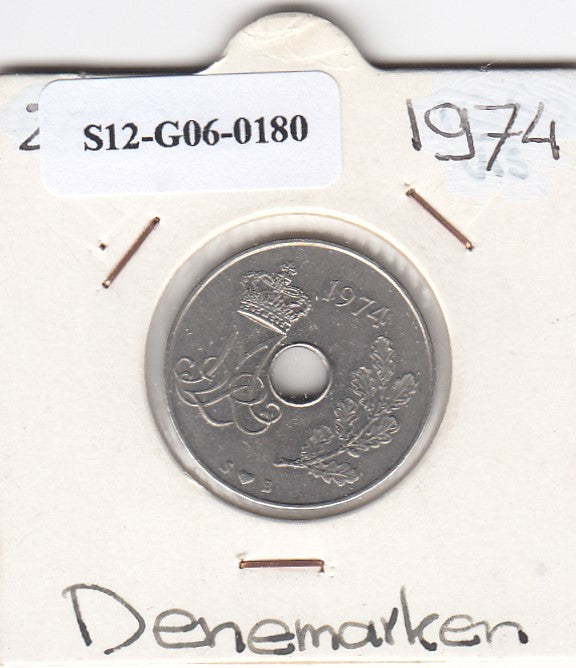 S12-G06-0180
1974
1974
S ♥ B
Denemarken